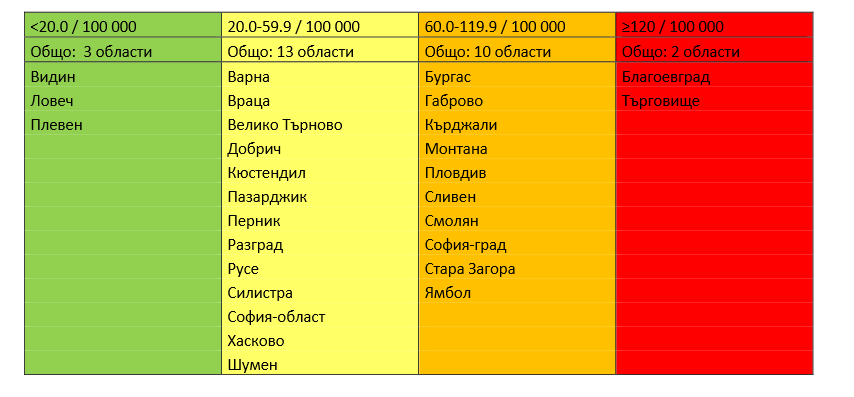 <20.0 / 100 000 20.0-59.9 / 100 000 60.0-119.9 / 100 000 ≥120 / 100 000
Общо: 3 области Общо: 13 области Общо: 10 области Общо: 2 области
Видин Варна Бургас Благоевград
Ловеч Враца Габрово Търговище
Плевен Велико Търново Кърджали
Добрич Монтана
Кюстендил Пловдив
Пазарджик Сливен
Перник Смолян
Разград София-град
Русе Стара Загора
Силистра Ямбол
София-област
Хасково
Шумен